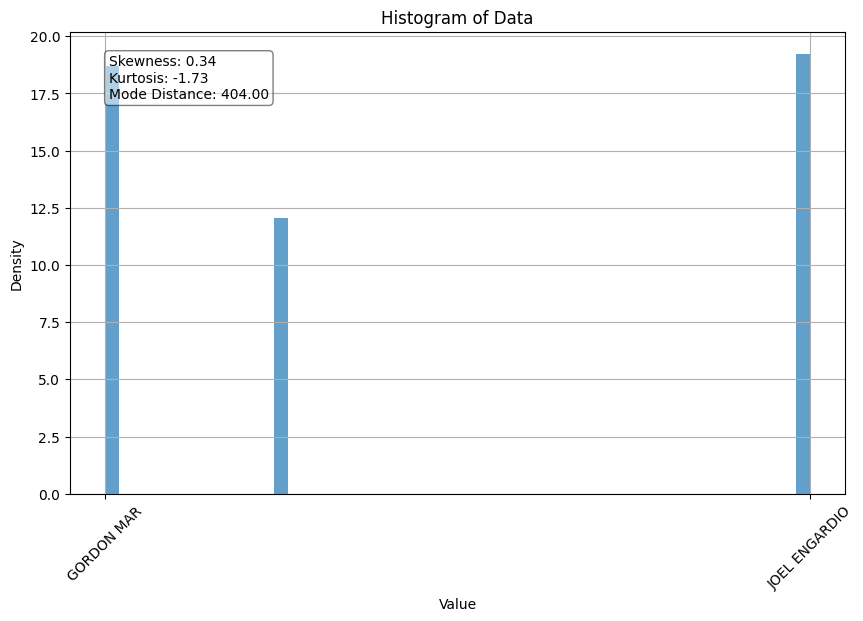 Histogram of Data
20.0
17.5
15.0
12.5
10.0
7.5
5.0
2.5
0.0
Density
Skewness: 0.34
Kurtosis: -1.73
Mode Distance: 404.00
GORDON MAR
JOEL ENGARDIO
Value